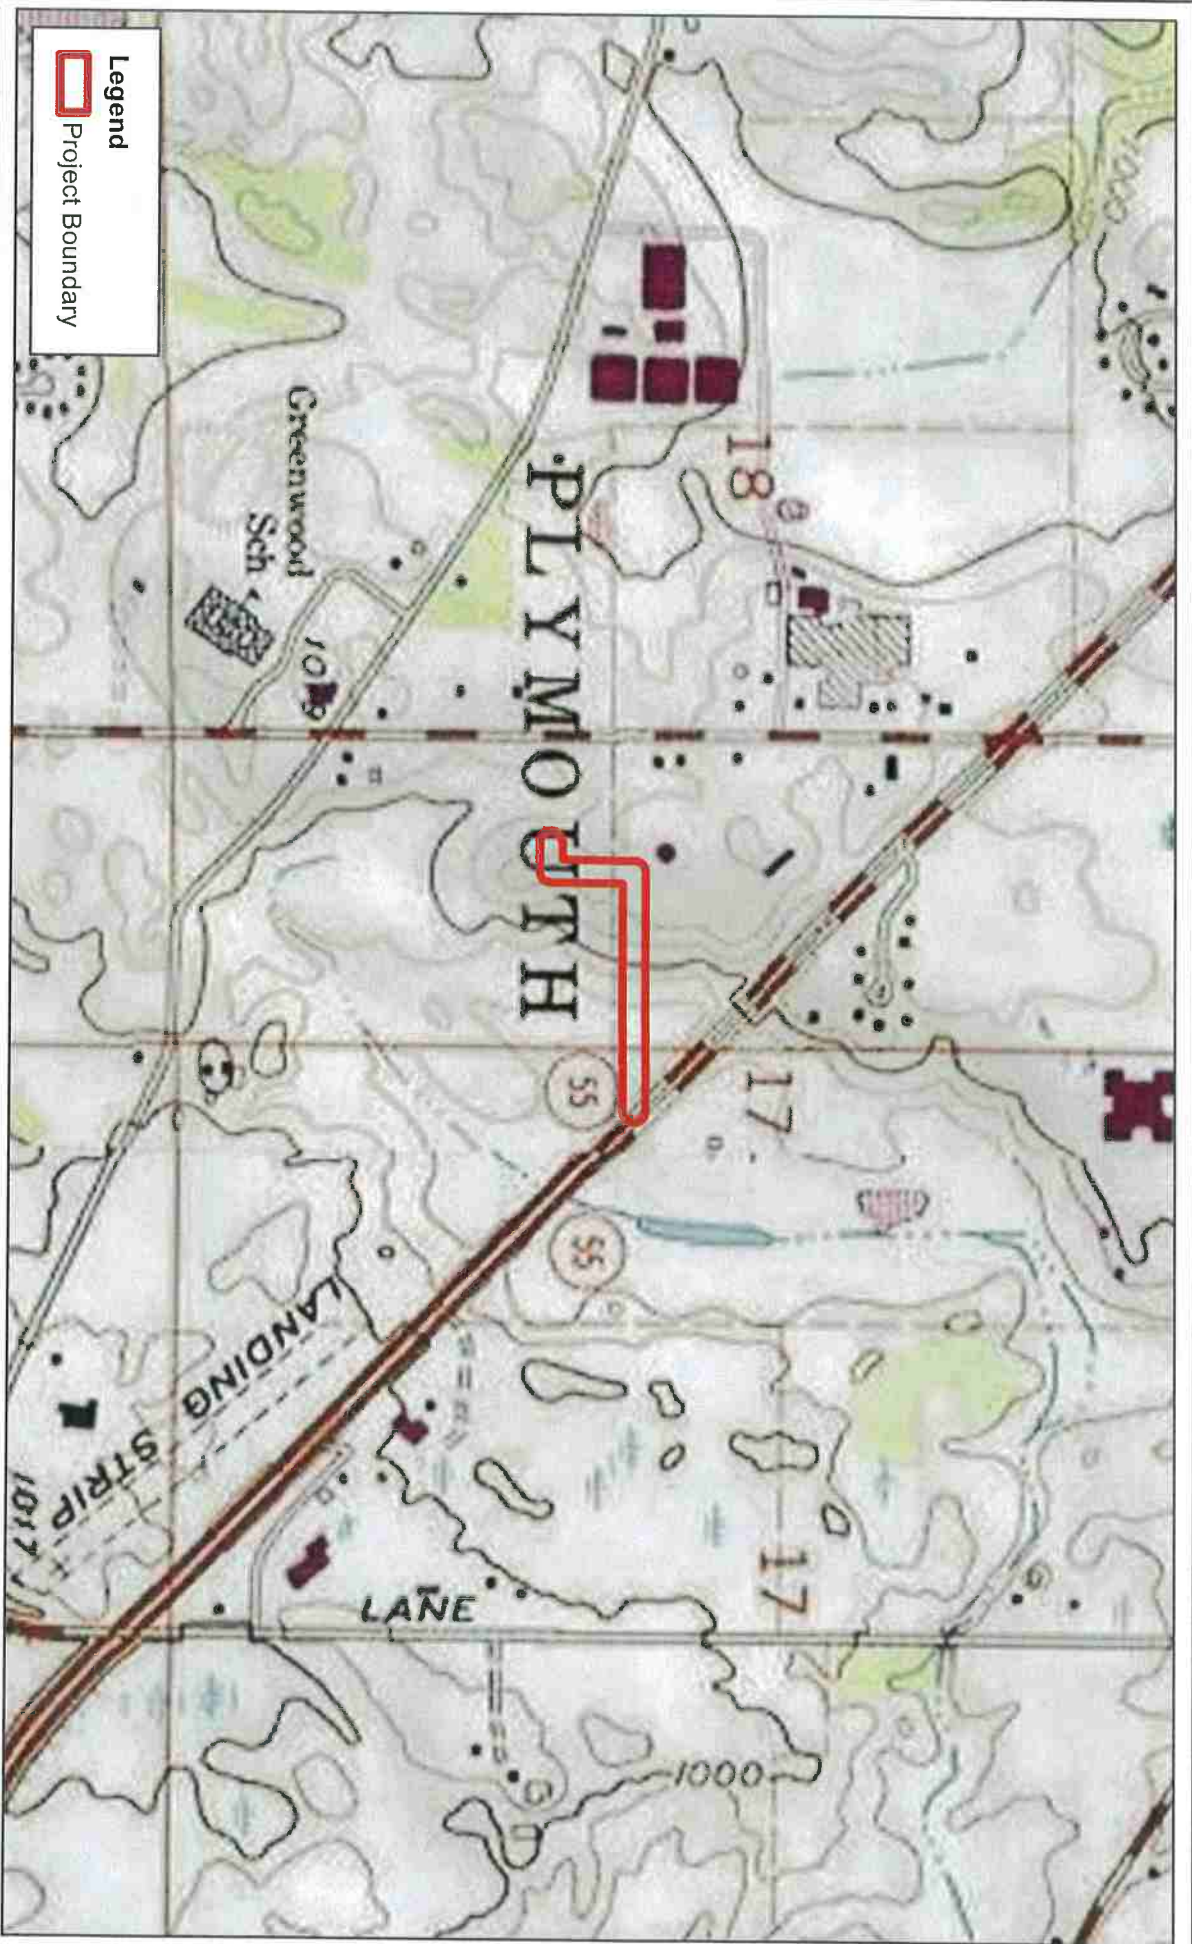 Legend
Project Boundary
1000
18
PLYMOUTH
Greenwood
Sch
17
55
55
17
LANDING
STRIP
1017
LANE
1000